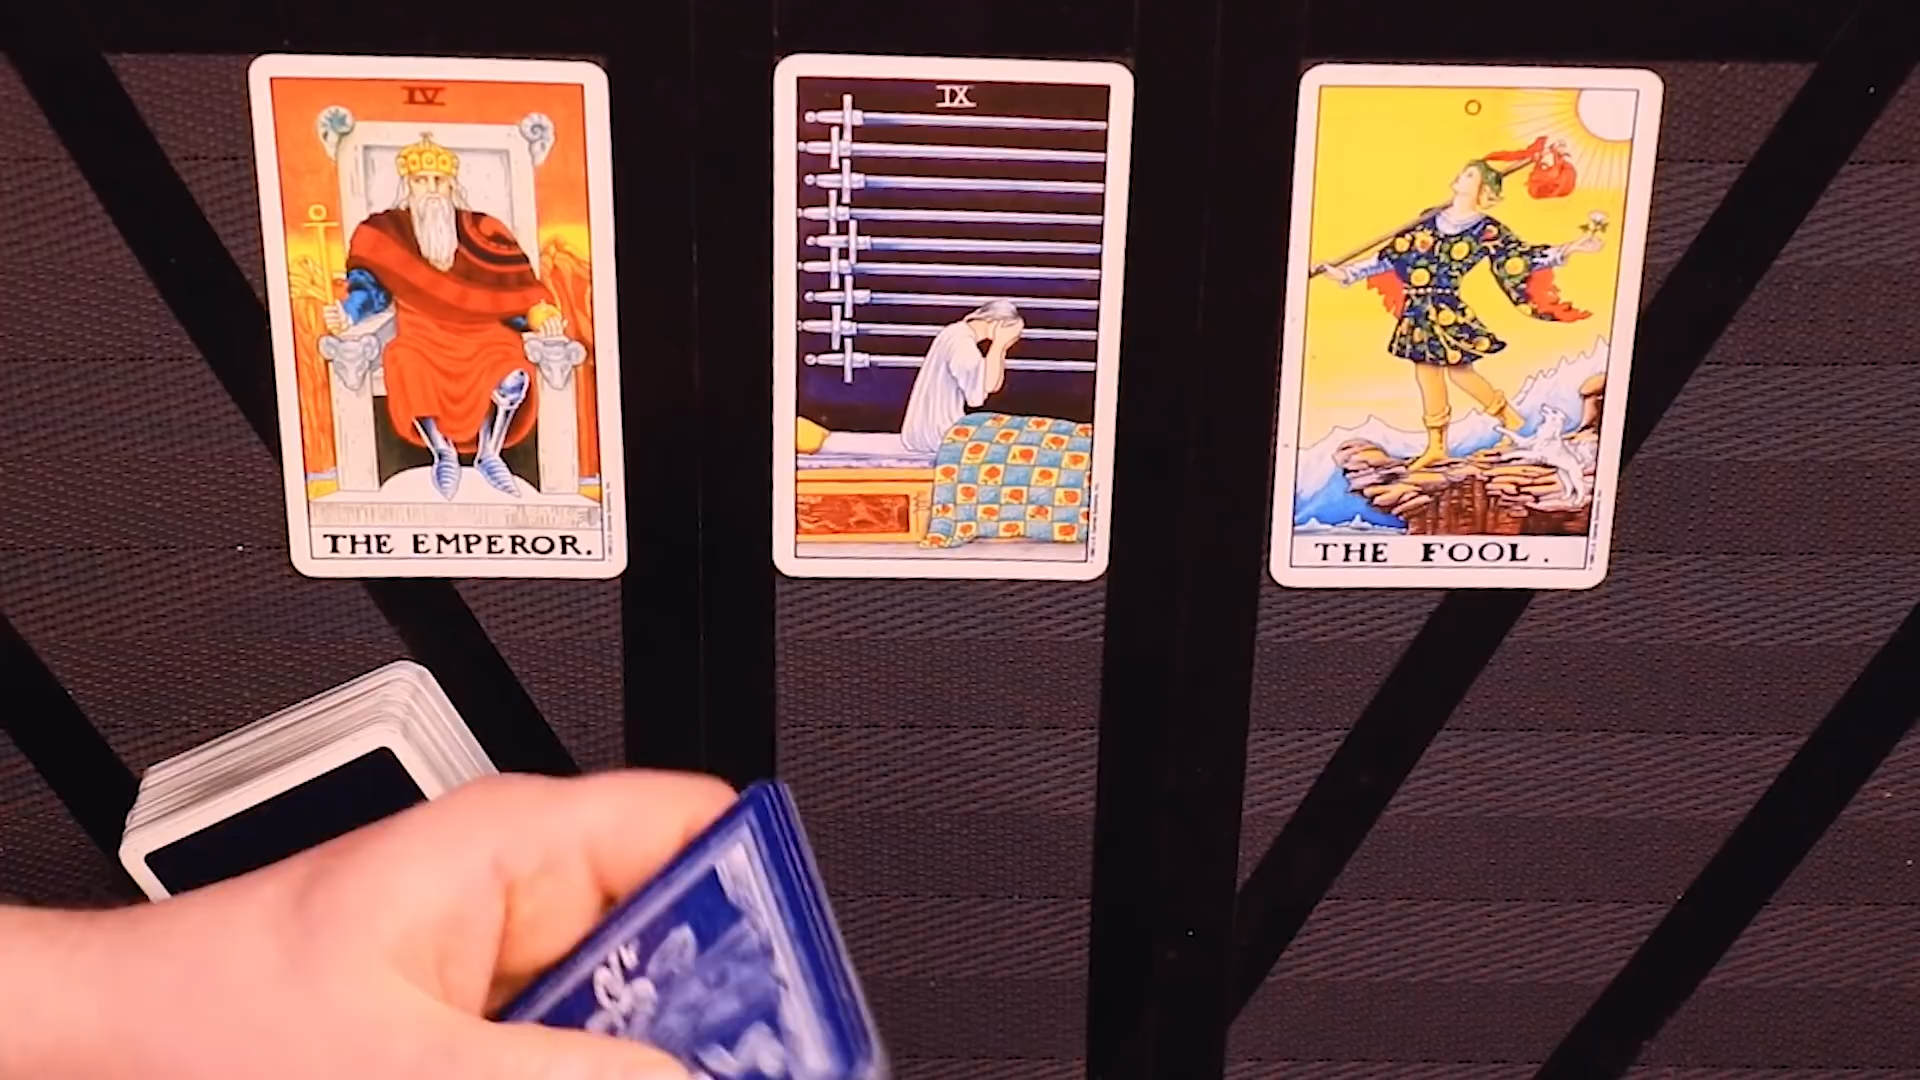 IV
THE EMPEROR.
IX
0
THE FOOL.